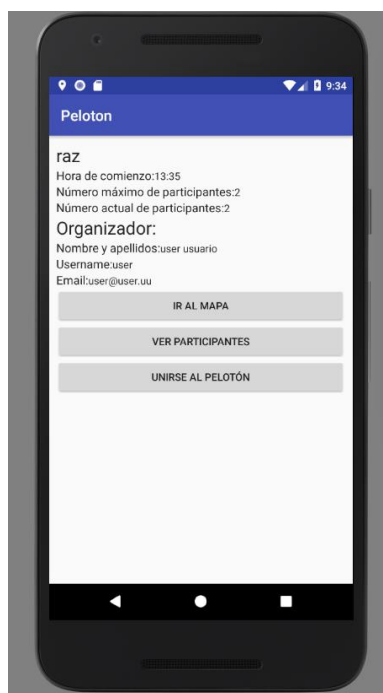 9:34
Peloton
raz
Hora de comienzo:13:35
Número máximo de participantes:2
Número actual de participantes:2
Organizador:
Nombre y apellidos:user usuario
Username:user
Email:user@user.uu
IR AL MAPA
VER PARTICIPANTES
UNIRSE AL PELOTÓN